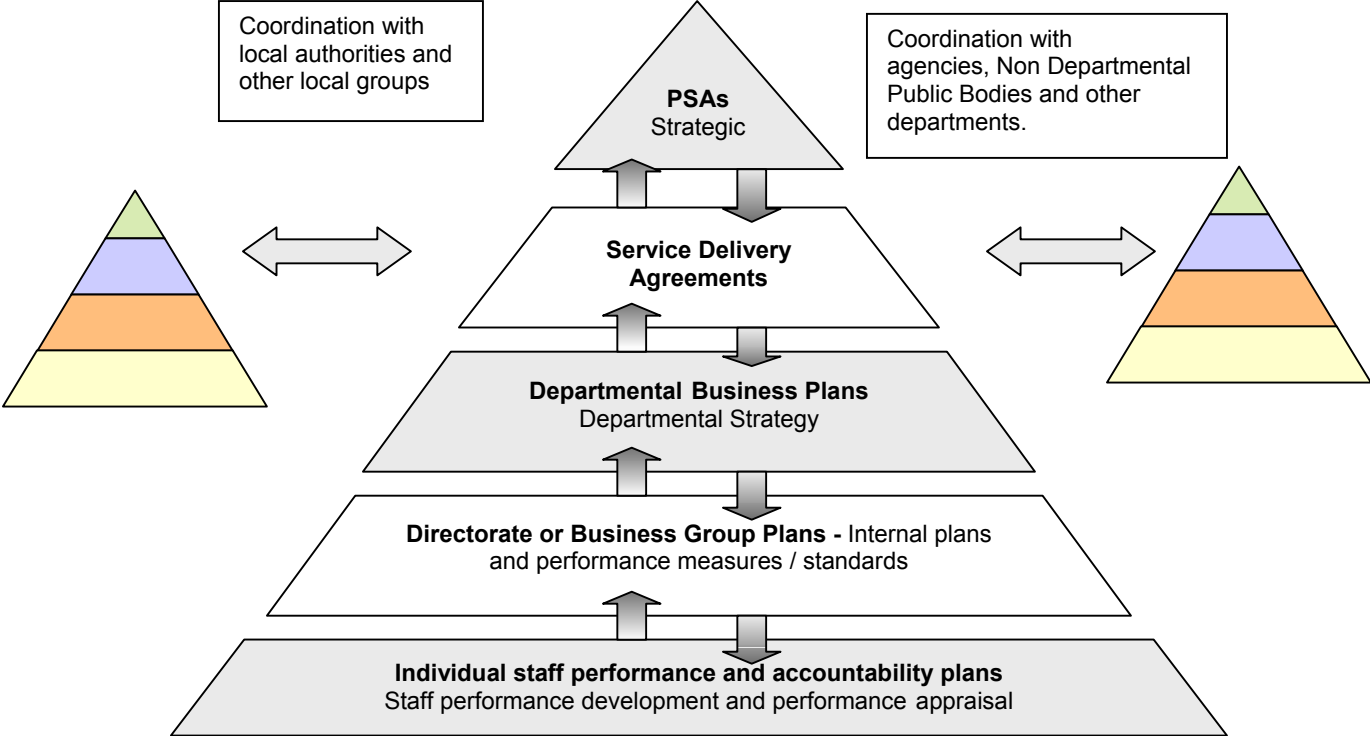 Coordination with
local authorities and
other local groups
Coordination with
agencies, Non Departmental
Public Bodies and other
departments.
PSAs
Strategic
Service Delivery
Agreements
Departmental Business Plans
Departmental Strategy
Directorate or Business Group Plans - Internal plans
and performance measures / standards
Individual staff performance and accountability plans
Staff performance development and performance appraisal